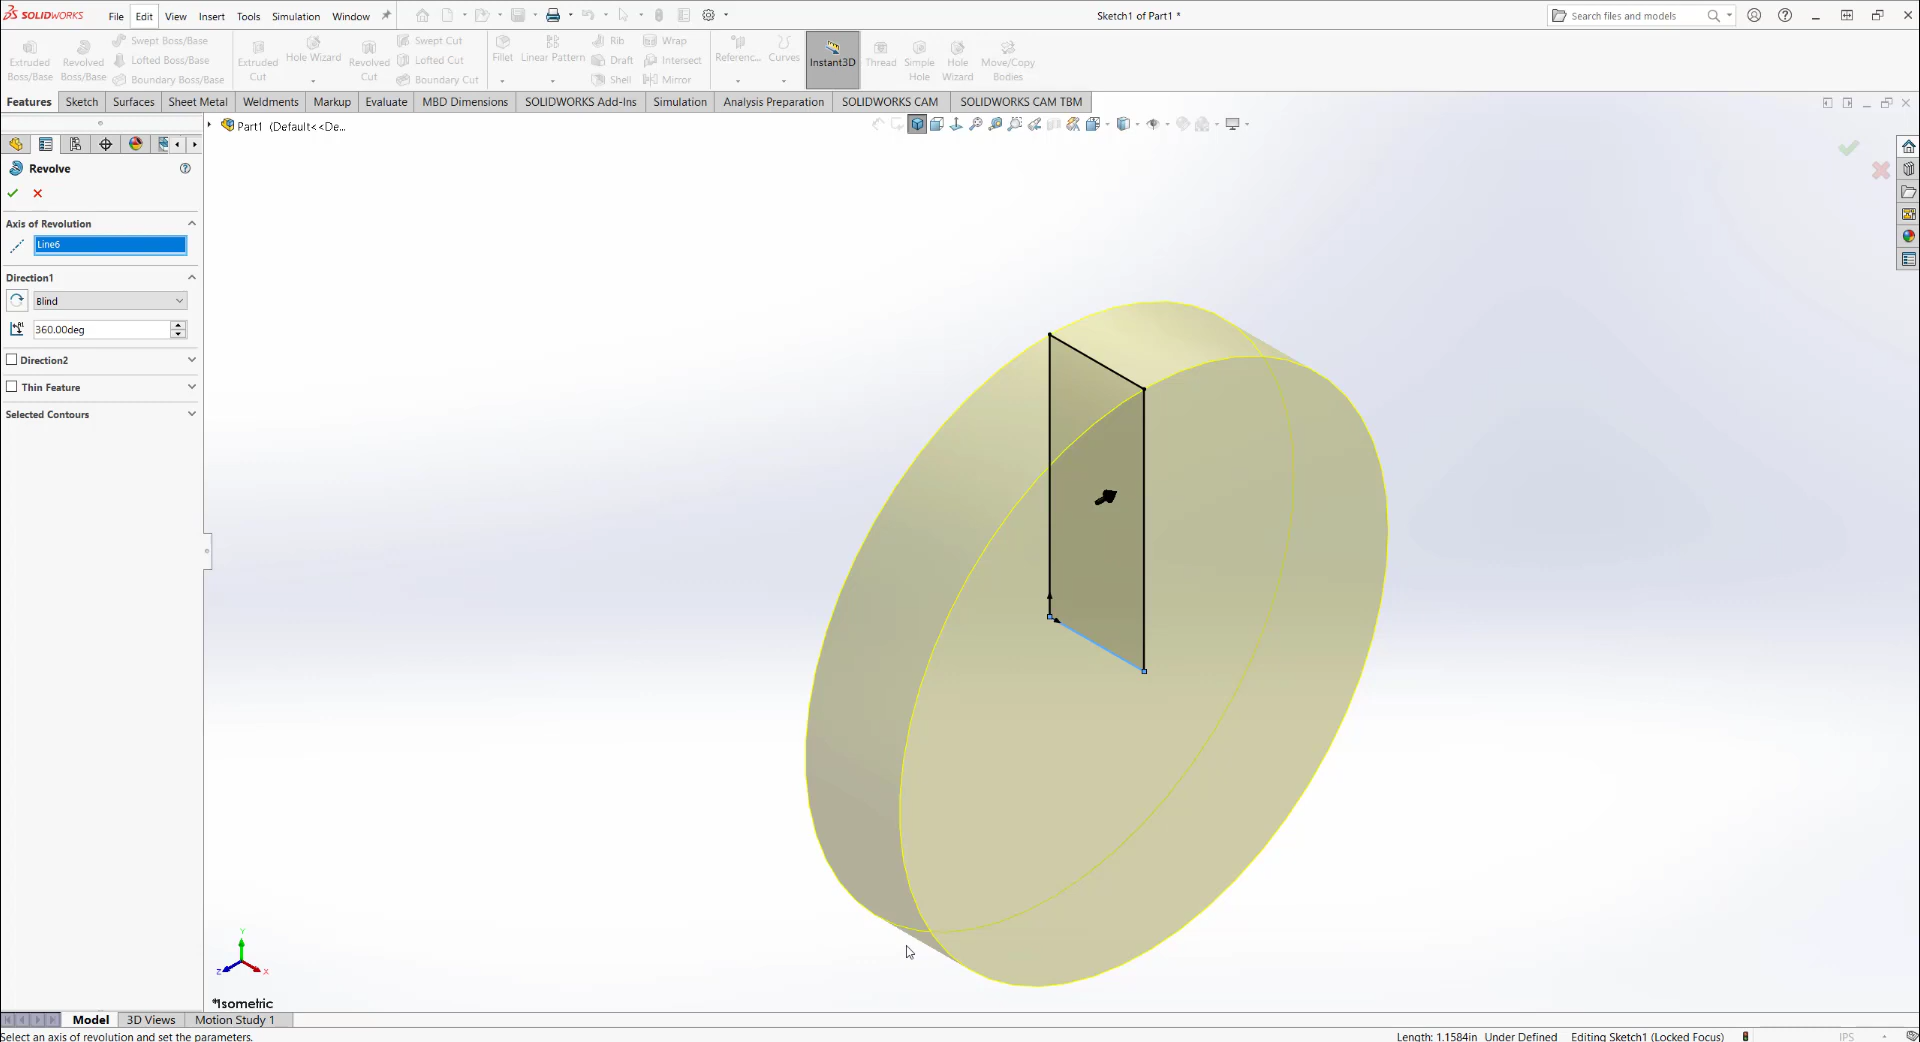 SOLIDWORKS File Edit View Insert Tools Simulation Window
Sketch1 of Part1 *
Search files and models
Extruded Boss/Base
Revolved Boss/Base
Swept Boss/Base
Lofted Boss/Base
Boundary Boss/Base
Extruded Cut
Hole Wizard
Revolved Cut
Swept Cut
Lofted Cut
Boundary Cut
Fillet
Linear Pattern
Rib
Draft
Shell
Wrap
Intersect
Mirror
Referenc...
Curves
Instant3D
Thread
Simple Hole
Hole Wizard
Move/Copy Bodies
Features Sketch Surfaces Sheet Metal Weldments Markup Evaluate MBD Dimensions SOLIDWORKS Add-Ins Simulation Analysis Preparation SOLIDWORKS CAM SOLIDWORKS CAM TBM
Part1 (Default<<De...
Revolve
Axis of Revolution
Line6
Direction1
Blind
360.00deg
Direction2
Thin Feature
Selected Contours
Y
Z
X
*Isometric
Model 3D Views Motion Study 1
Select an axis of revolution and set the parameters.
Length: 1.1584in Under Defined Editing Sketch1 (Locked Focus) IPS